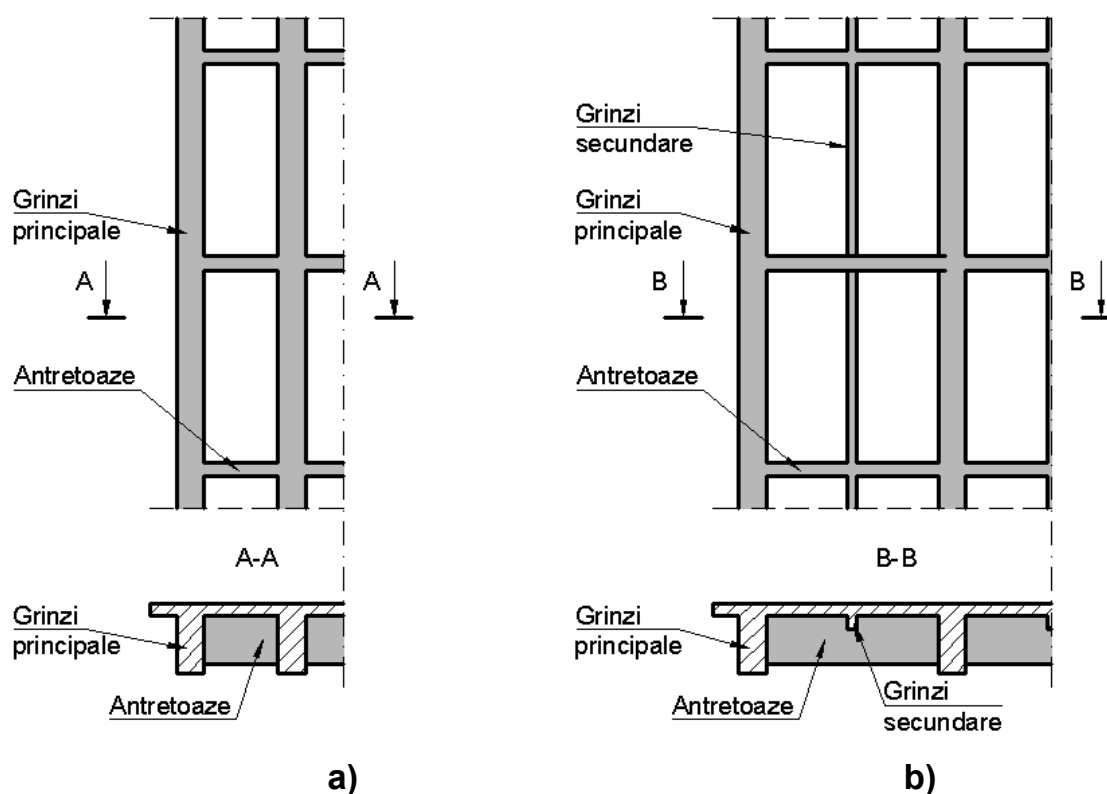 Grinzi
principale
A
A
Antretoaze
A-A
Grinzi
principale
Antretoaze
a)
Grinzi
secundare
Grinzi
principale
B
B
Antretoaze
B-B
Grinzi
principale
Antretoaze
Grinzi
secundare
b)